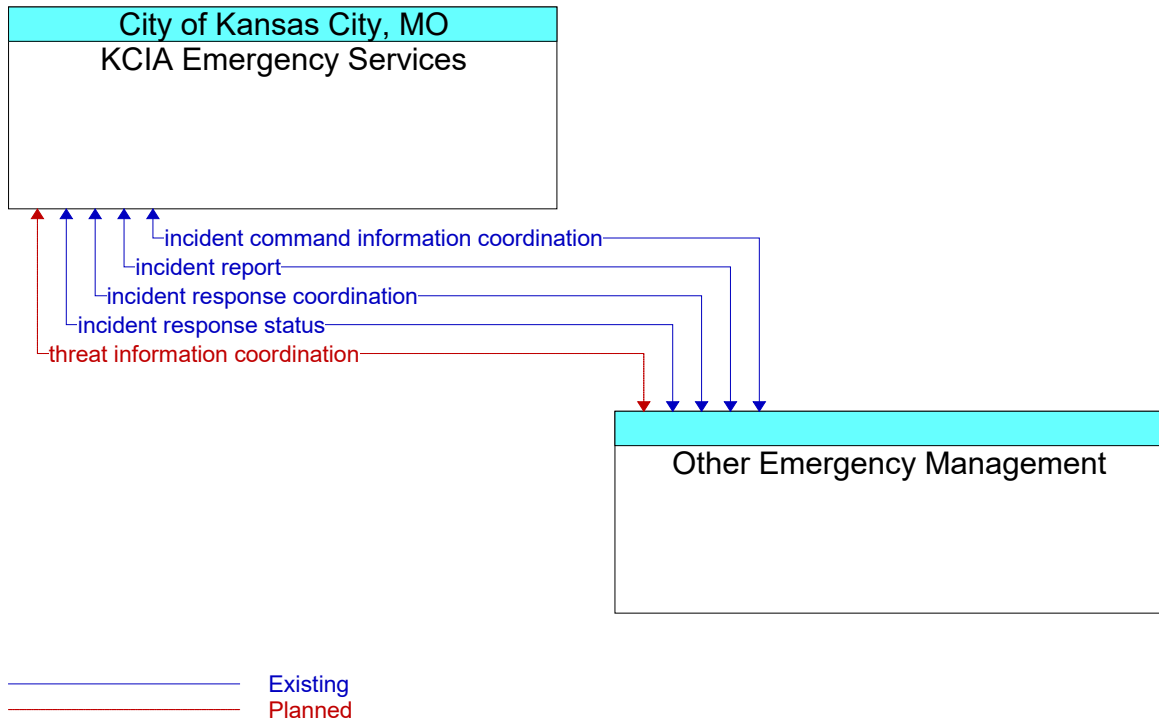 City of Kansas City, MO
KCIA Emergency Services
incident command information coordination
incident report
incident response coordination
incident response status
threat information coordination
Other Emergency Management
Existing
Planned